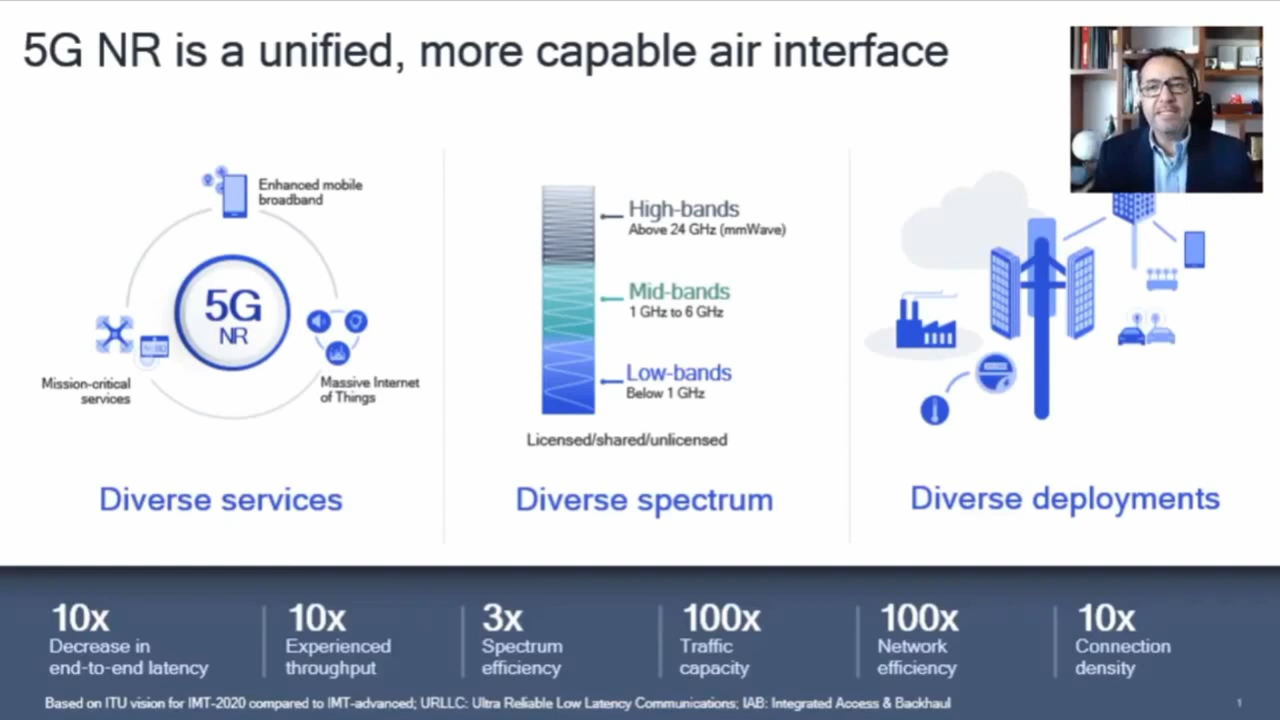 5G NR is a unified, more capable air interface
Enhanced mobile
broadband
5G
NR
Mission-critical
services
Massive Internet
of Things
Diverse services
High-bands
Above 24 GHz (mmWave)
Mid-bands
1 GHz to 6 GHz
Low-bands
Below 1 GHz
Licensed/shared/unlicensed
Diverse spectrum
Diverse deployments
10x
Decrease in
end-to-end latency
10x
Experienced
throughput
3x
Spectrum
efficiency
100x
Traffic
capacity
100x
Network
efficiency
10x
Connection
density
Based on ITU vision for IMT-2020 compared to IMT-advanced; URLLC: Ultra Reliable Low Latency Communications; IAB: Integrated Access & Backhaul
1